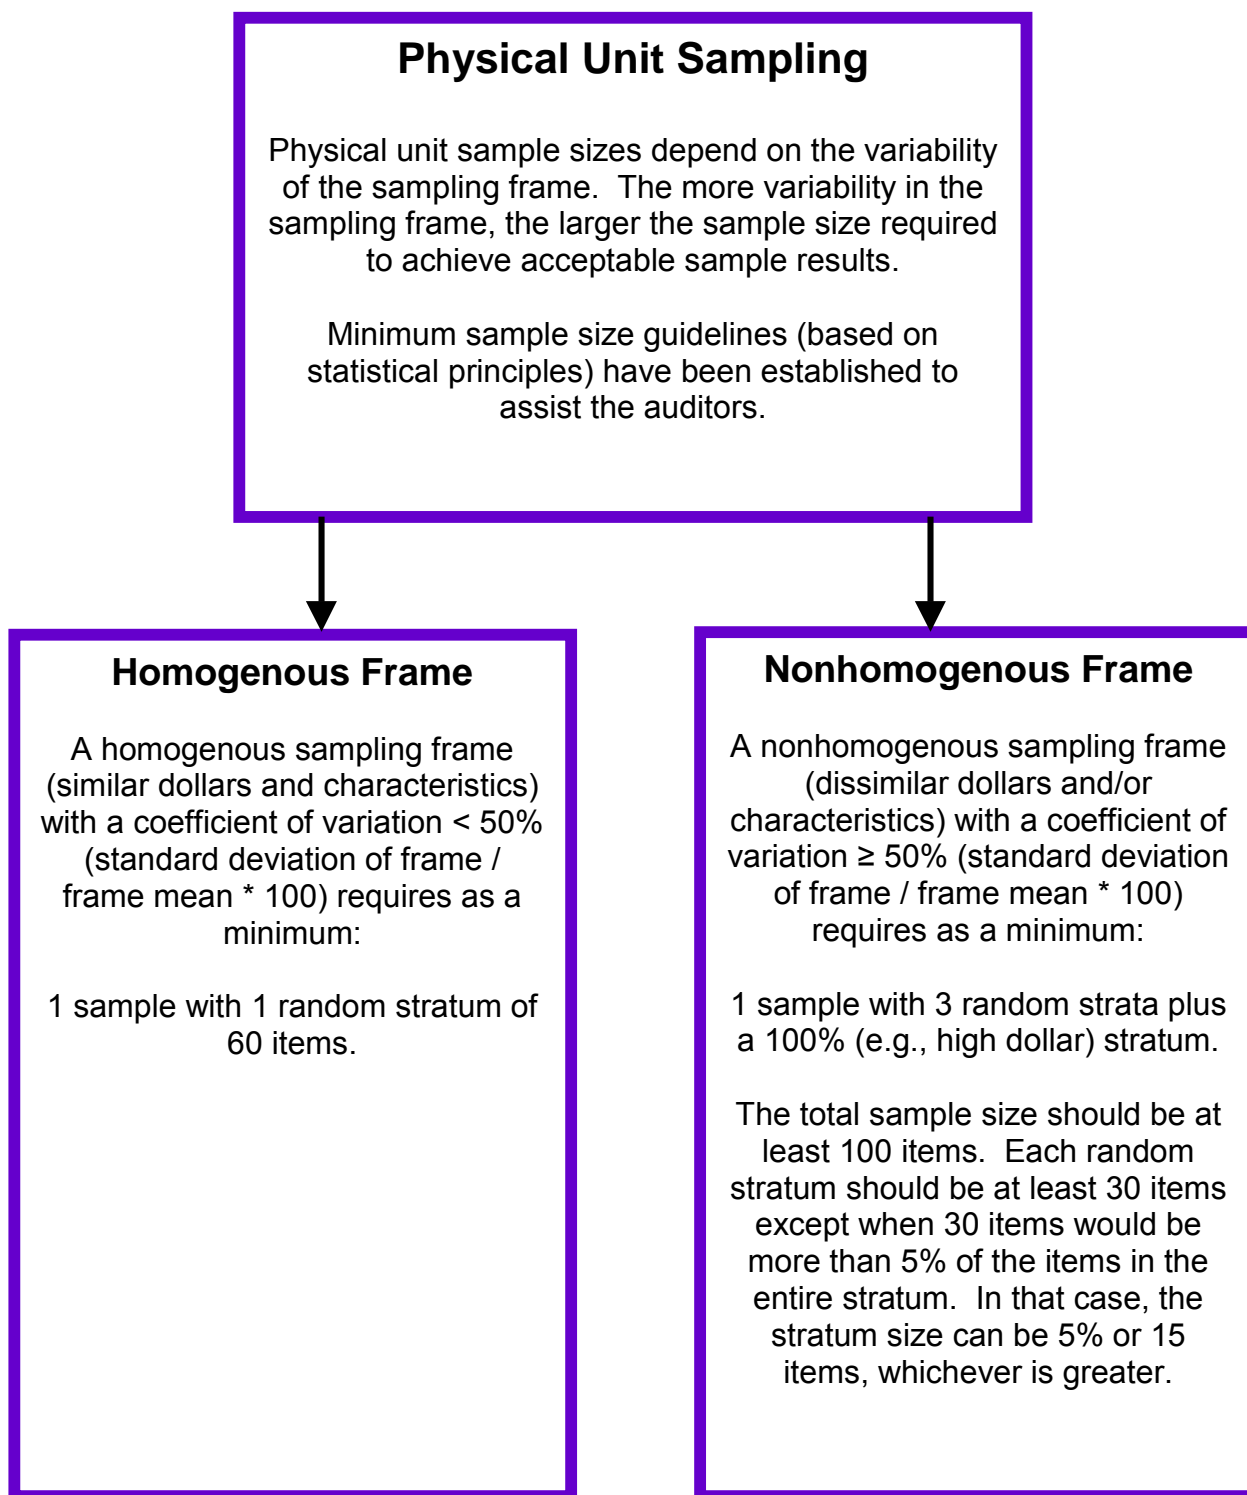 Physical Unit Sampling
Physical unit sample sizes depend on the variability
of the sampling frame.  The more variability in the
sampling frame, the larger the sample size required
to achieve acceptable sample results.
Minimum sample size guidelines (based on
statistical principles) have been established to
assist the auditors.
Homogenous Frame
A homogenous sampling frame
(similar dollars and characteristics)
with a coefficient of variation < 50%
(standard deviation of frame /
frame mean * 100) requires as a
minimum:
1 sample with 1 random stratum of
60 items.
Nonhomogenous Frame
A nonhomogenous sampling frame
(dissimilar dollars and/or
characteristics) with a coefficient of
variation ≥ 50% (standard deviation
of frame / frame mean * 100)
requires as a minimum:
1 sample with 3 random strata plus
a 100% (e.g., high dollar) stratum.
The total sample size should be at
least 100 items.  Each random
stratum should be at least 30 items
except when 30 items would be
more than 5% of the items in the
entire stratum.  In that case, the
stratum size can be 5% or 15
items, whichever is greater.